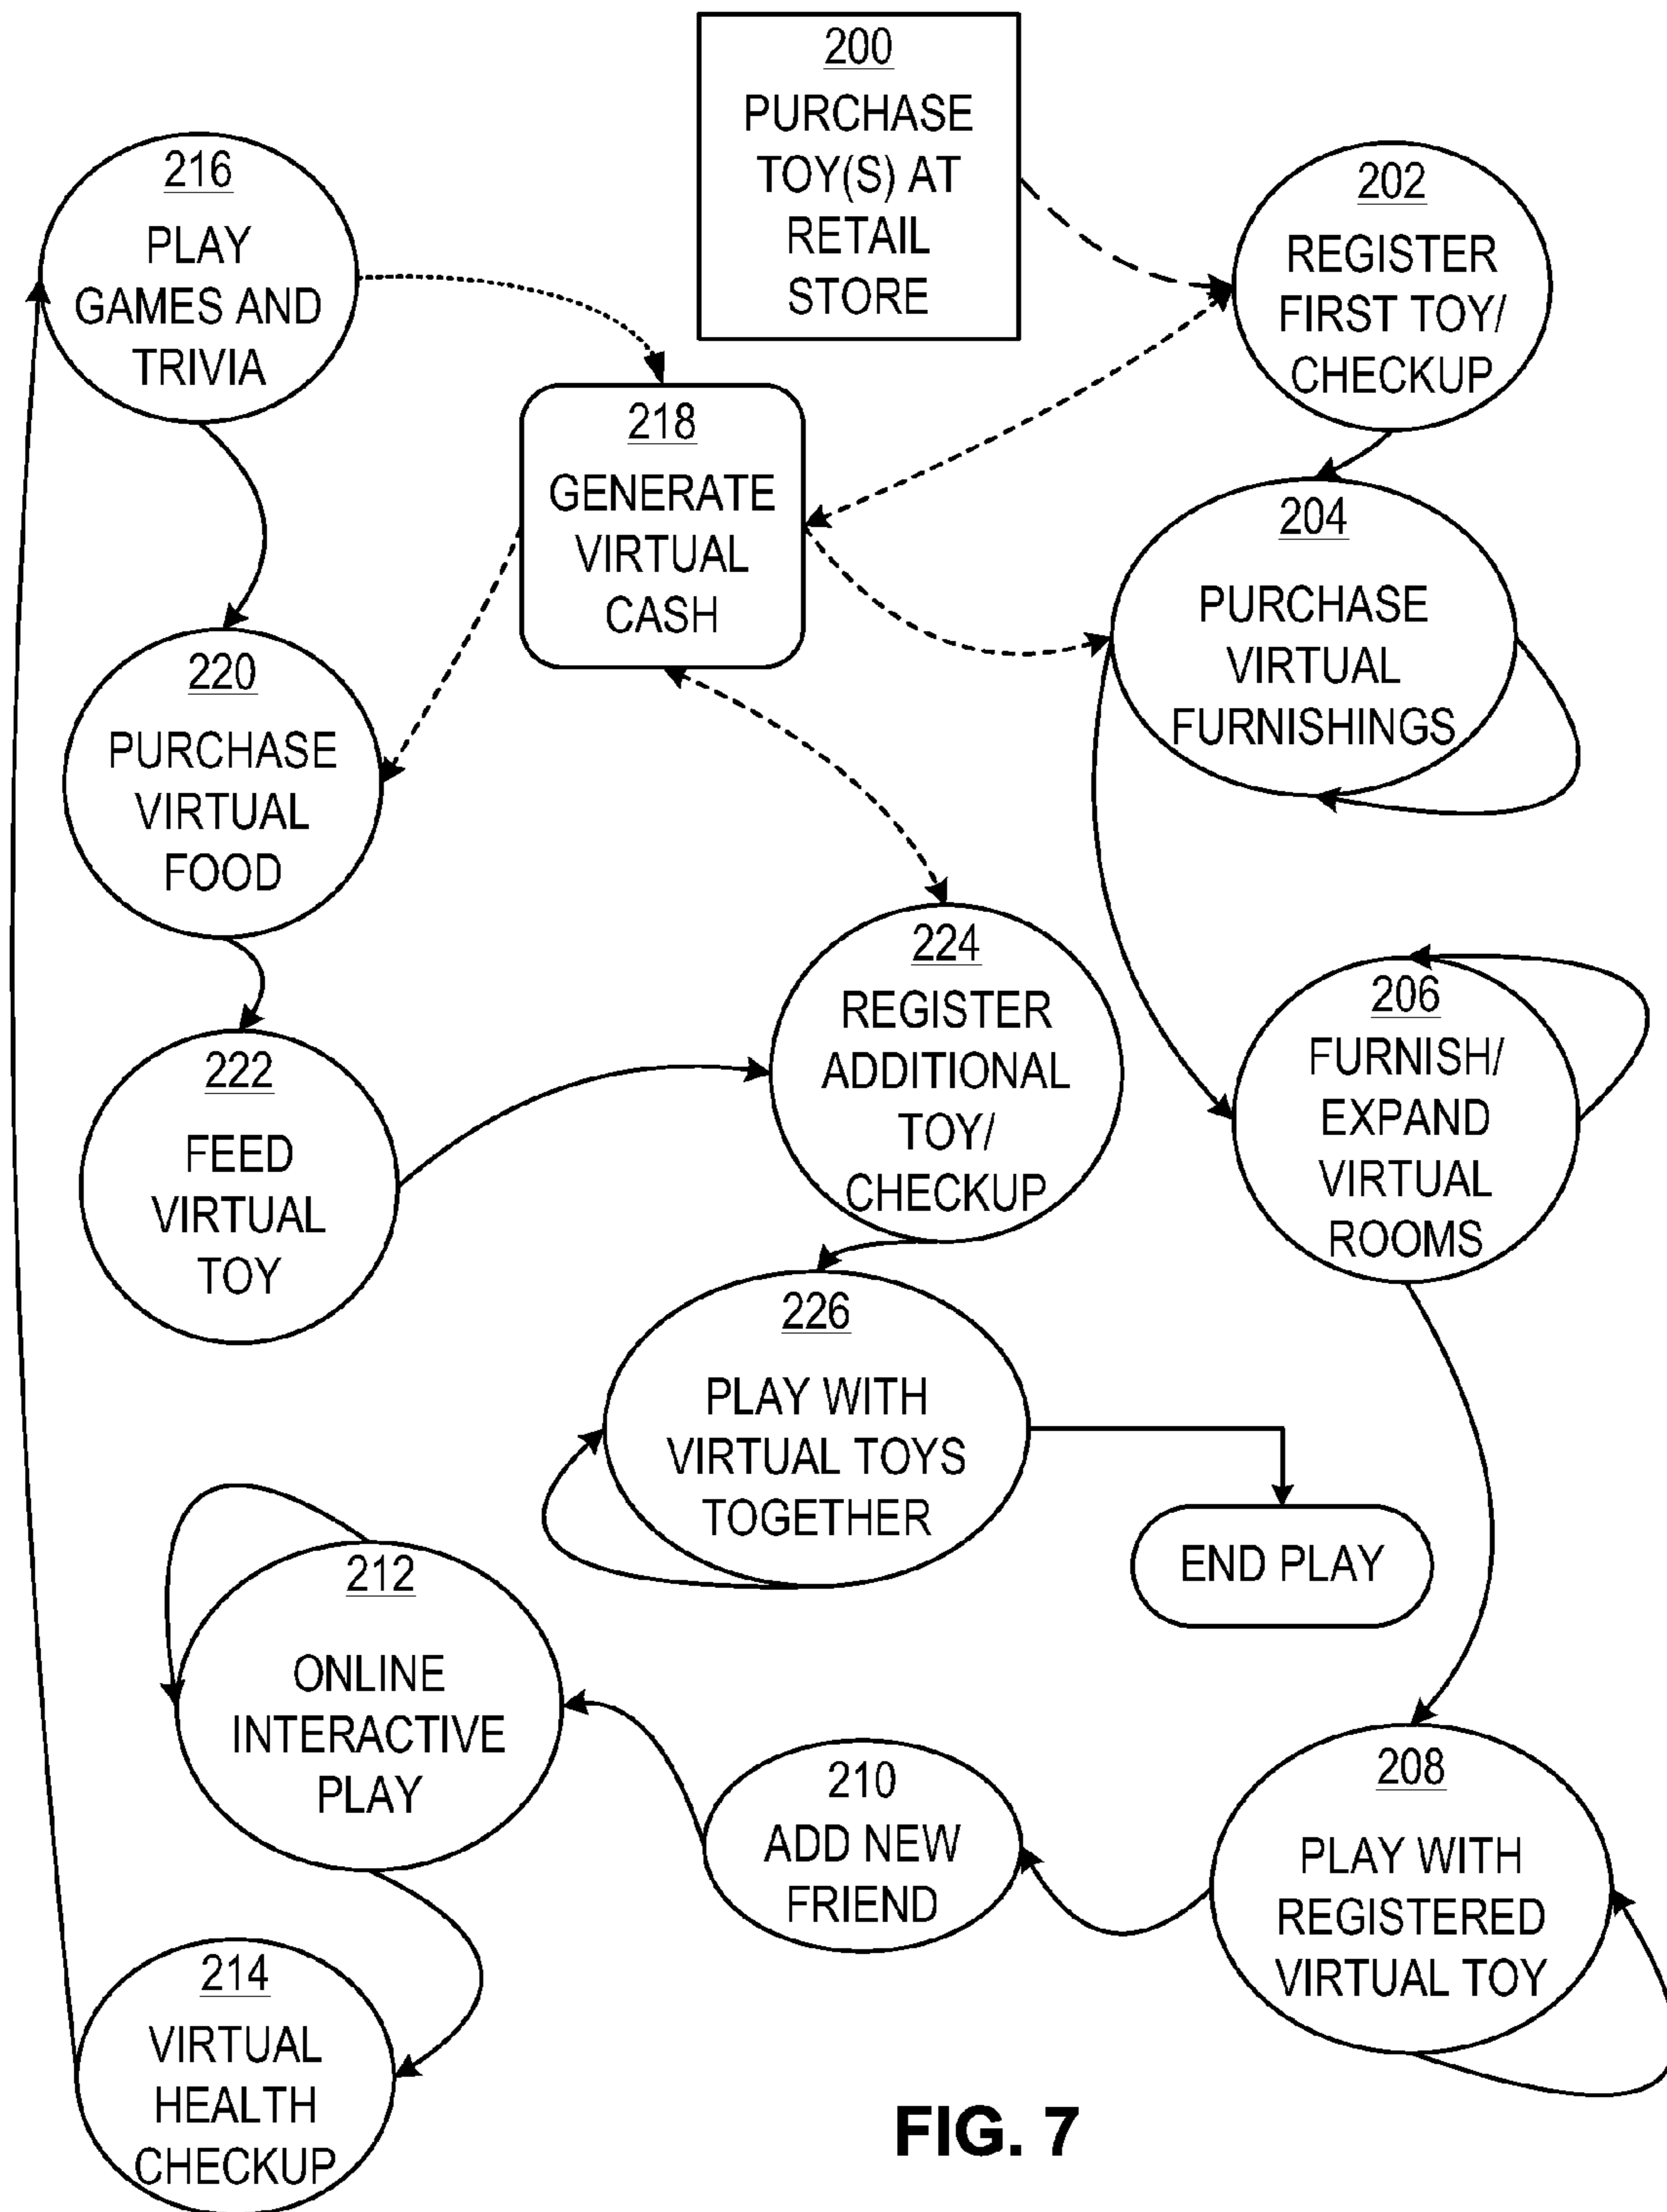 200
PURCHASE
TOY(S) AT
RETAIL
STORE
216
PLAY
GAMES AND
TRIVIA
202
REGISTER
FIRST TOY/
CHECKUP
218
GENERATE
VIRTUAL
CASH
204
PURCHASE
VIRTUAL
FURNISHINGS
220
PURCHASE
VIRTUAL
FOOD
224
REGISTER
ADDITIONAL
TOY/
CHECKUP
206
FURNISH/
EXPAND
VIRTUAL
ROOMS
222
FEED
VIRTUAL
TOY
226
PLAY WITH
VIRTUAL TOYS
TOGETHER
END PLAY
212
ONLINE
INTERACTIVE
PLAY
210
ADD NEW
FRIEND
208
PLAY WITH
REGISTERED
VIRTUAL TOY
214
VIRTUAL
HEALTH
CHECKUP
FIG. 7